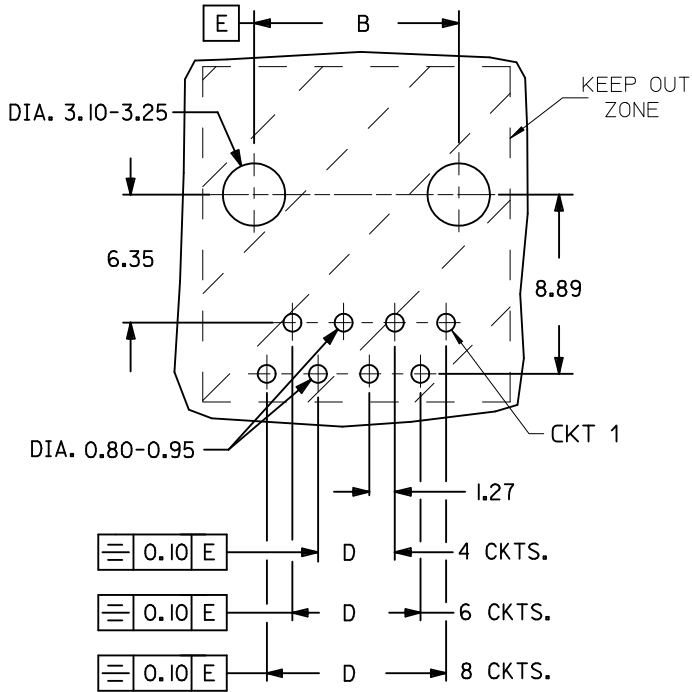 E B
KEEP OUT
ZONE
DIA. 3.10-3.25
6.35
8.89
DIA. 0.80-0.95
CKT 1
1.27
0.10 E D 4 CKTS.
0.10 E D 6 CKTS.
0.10 E D 8 CKTS.